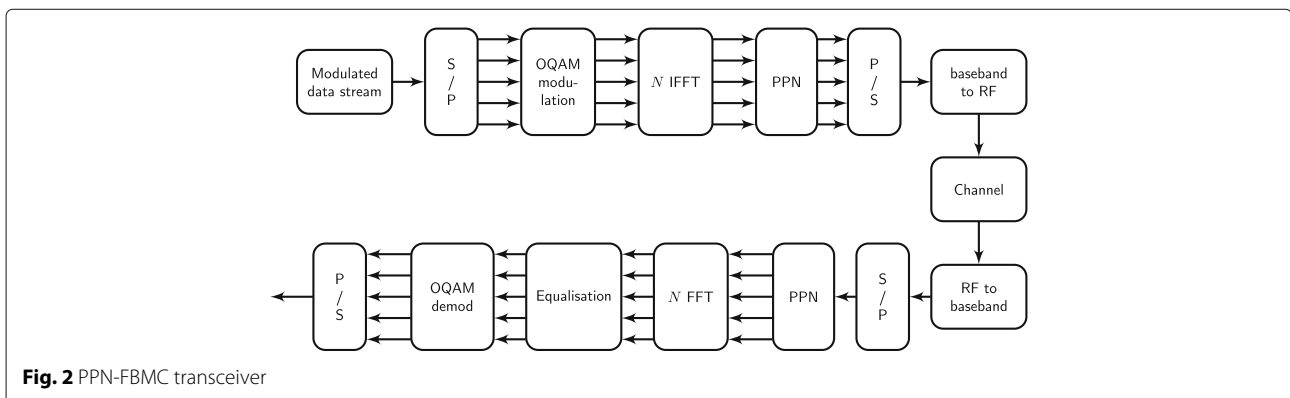 Modulated
data stream
S
/
P
OQAM
modu-
lation
N IFFT
PPN
P
/
S
baseband
to RF
Channel
P
/
S
OQAM
demod
Equalisation
N FFT
PPN
S
/
P
RF to
baseband
Fig. 2 PPN-FBMC transceiver